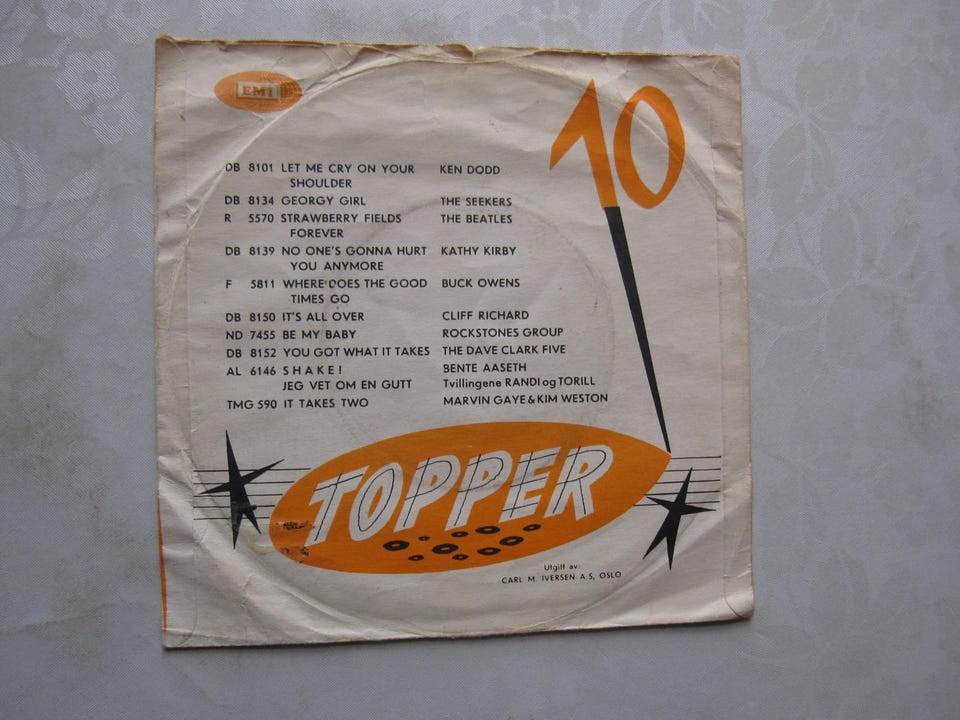 EMI
10
DB 8101 LET ME CRY ON YOUR SHOULDER KEN DODD
DB 8134 GEORGY GIRL THE SEEKERS
R 5570 STRAWBERRY FIELDS FOREVER THE BEATLES
DB 8139 NO ONE'S GONNA HURT YOU ANYMORE KATHY KIRBY
F 5811 WHERE DOES THE GOOD TIMES GO BUCK OWENS
DB 8150 IT'S ALL OVER CLIFF RICHARD
ND 7455 BE MY BABY ROCKSTONES GROUP
DB 8152 YOU GOT WHAT IT TAKES THE DAVE CLARK FIVE
AL 6146 SHAKE! BENTE AASETH
JEG VET OM EN GUTT Tvillingene RANDI og TORILL
TMG 590 IT TAKES TWO MARVIN GAYE & KIM WESTON
TOPPER
Utgitt av:
CARL M. IVERSEN A.S, OSLO